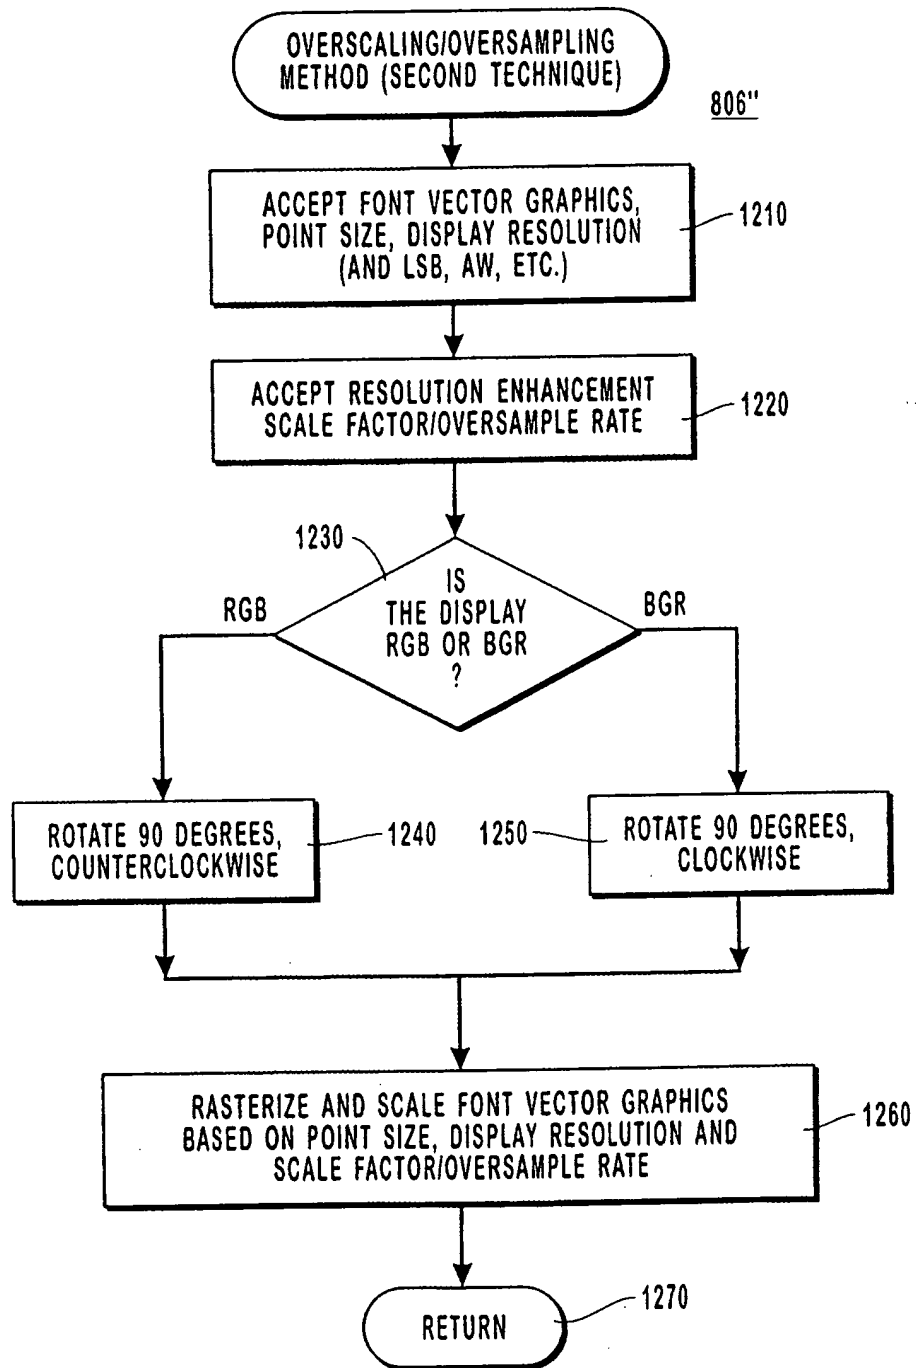 OVERSCALING/OVERSAMPLING
METHOD (SECOND TECHNIQUE)
806"
ACCEPT FONT VECTOR GRAPHICS,
POINT SIZE, DISPLAY RESOLUTION
(AND LSB, AW, ETC.)
1210
ACCEPT RESOLUTION ENHANCEMENT
SCALE FACTOR/OVERSAMPLE RATE
1220
1230
IS
THE DISPLAY
RGB OR BGR
?
RGB
BGR
ROTATE 90 DEGREES,
COUNTERCLOCKWISE
1240
1250
ROTATE 90 DEGREES,
CLOCKWISE
RASTERIZE AND SCALE FONT VECTOR GRAPHICS
BASED ON POINT SIZE, DISPLAY RESOLUTION AND
SCALE FACTOR/OVERSAMPLE RATE
1260
RETURN
1270